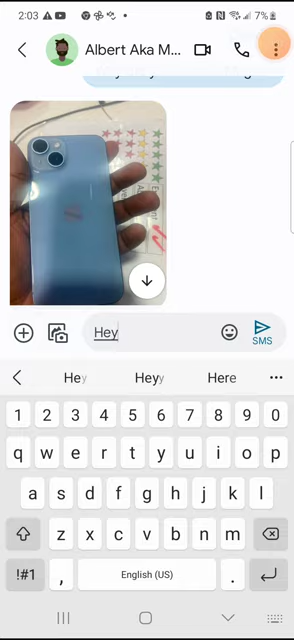 2:03
7%
Albert Aka M...
Hey
SMS
Hey Heyy Here
1 2 3 4 5 6 7 8 9 0
q w e r t y u i o p
a s d f g h j k l
z x c v b n m
!#1 , English (US) .